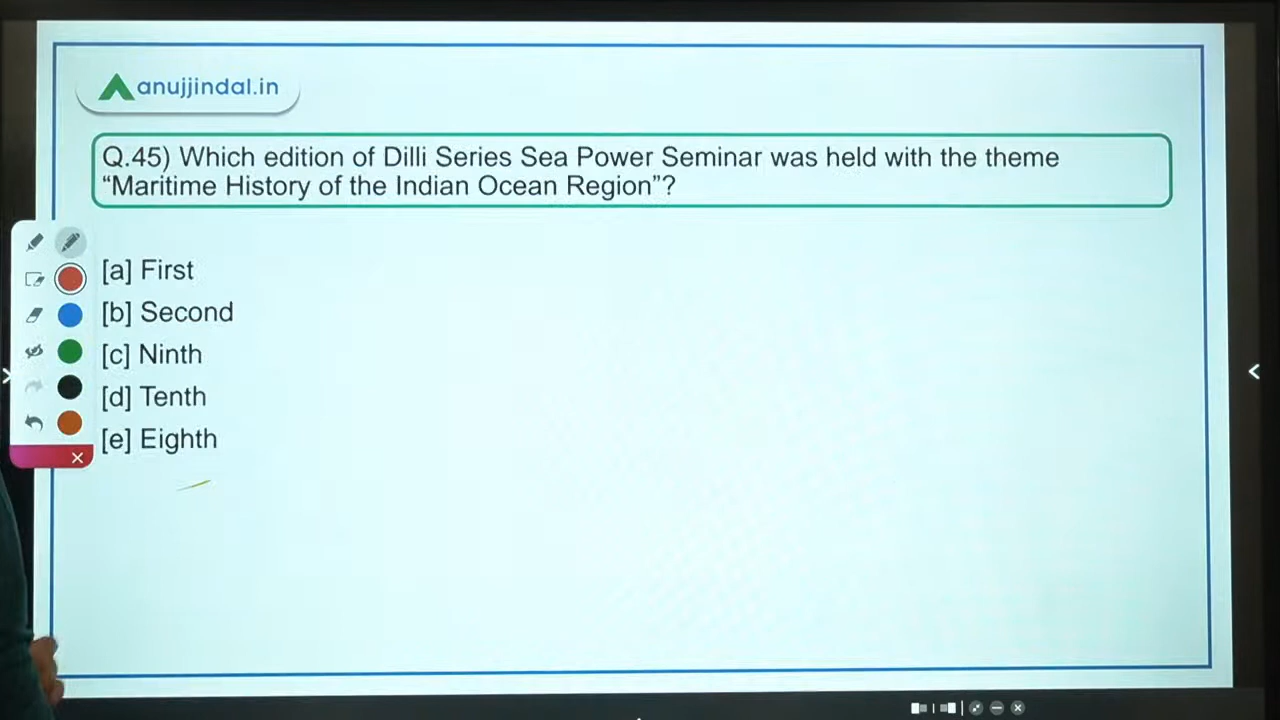 anujjindal.in
Q.45) Which edition of Dilli Series Sea Power Seminar was held with the theme
“Maritime History of the Indian Ocean Region”?
[a] First
[b] Second
[c] Ninth
[d] Tenth
[e] Eighth